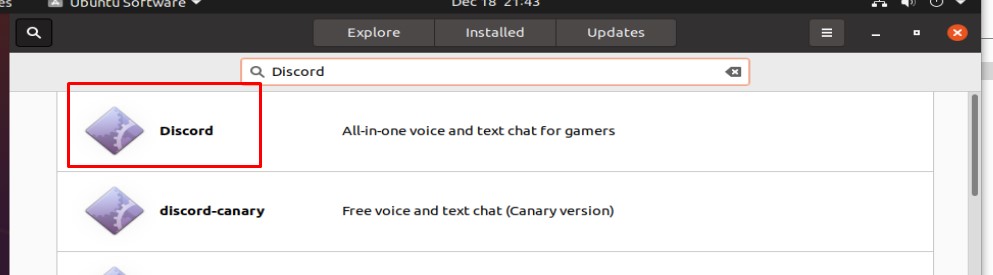 es Ubuntu Software Dec 18 21:43
Explore Installed Updates
Discord
Discord All-in-one voice and text chat for gamers
discord-canary Free voice and text chat (Canary version)